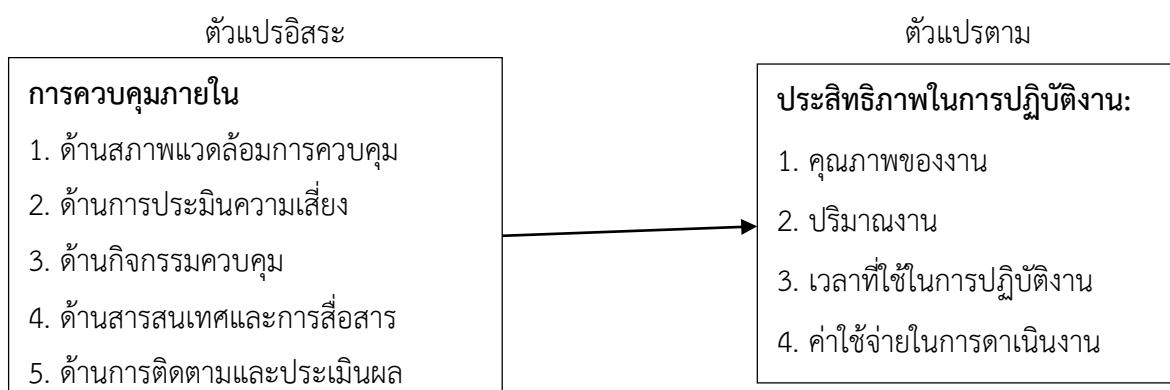 ตัวแปรอิสระ
การควบคุมภายใน
1. ด้านสภาพแวดล้อมการควบคุม
2. ด้านการประมินความเสี่ยง
3. ด้านกิจกรรมควบคุม
4. ด้านสารสนเทศและการสื่อสาร
5. ด้านการติดตามและประเมินผล
ตัวแปรตาม
ประสิทธิภาพในการปฏิบัติงาน:
1. คุณภาพของงาน
2. ปริมาณงาน
3. เวลาที่ใช้ในการปฏิบัติงาน
4. ค่าใช้จ่ายในการดาเนินงาน